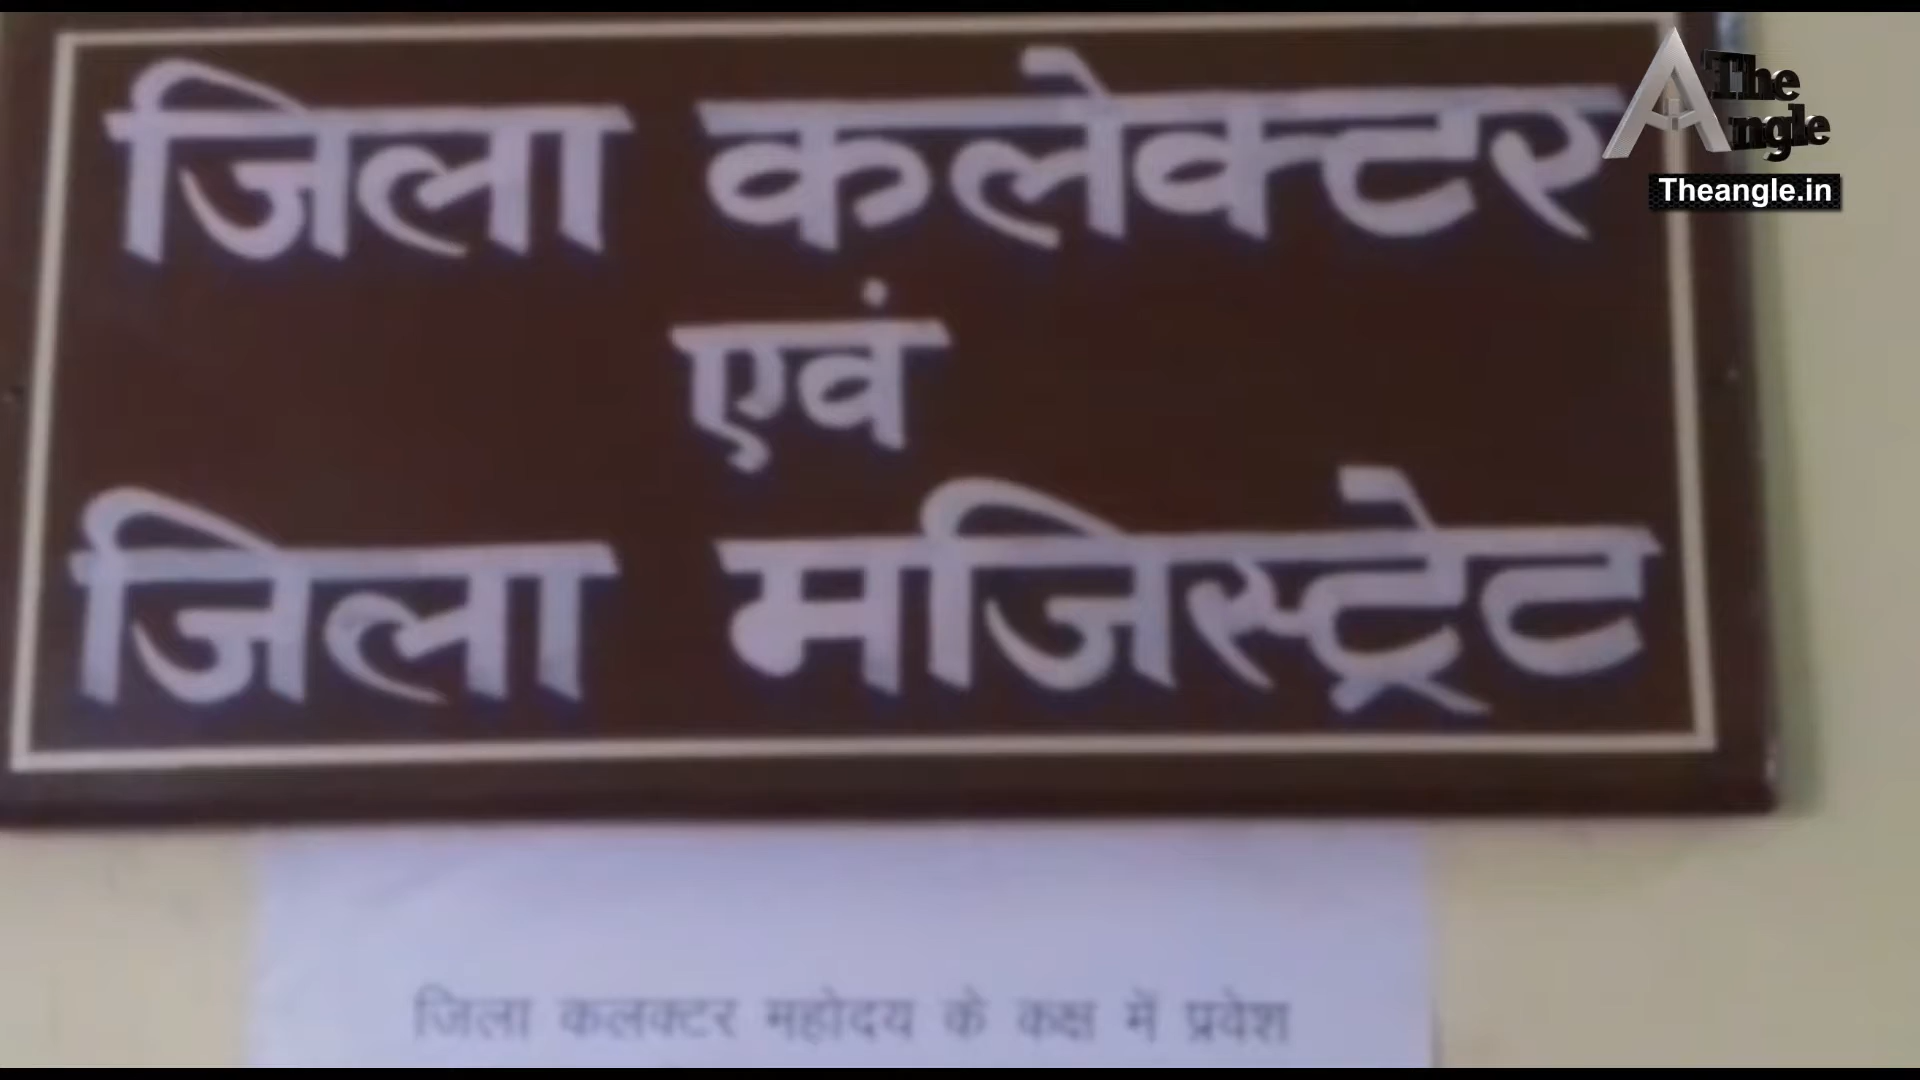 जिला कलेक्टर
एवं
जिला मजिस्ट्रेट
The
Angle
Theangle.in
जिला कलक्टर महोदय के कक्ष में प्रवेश